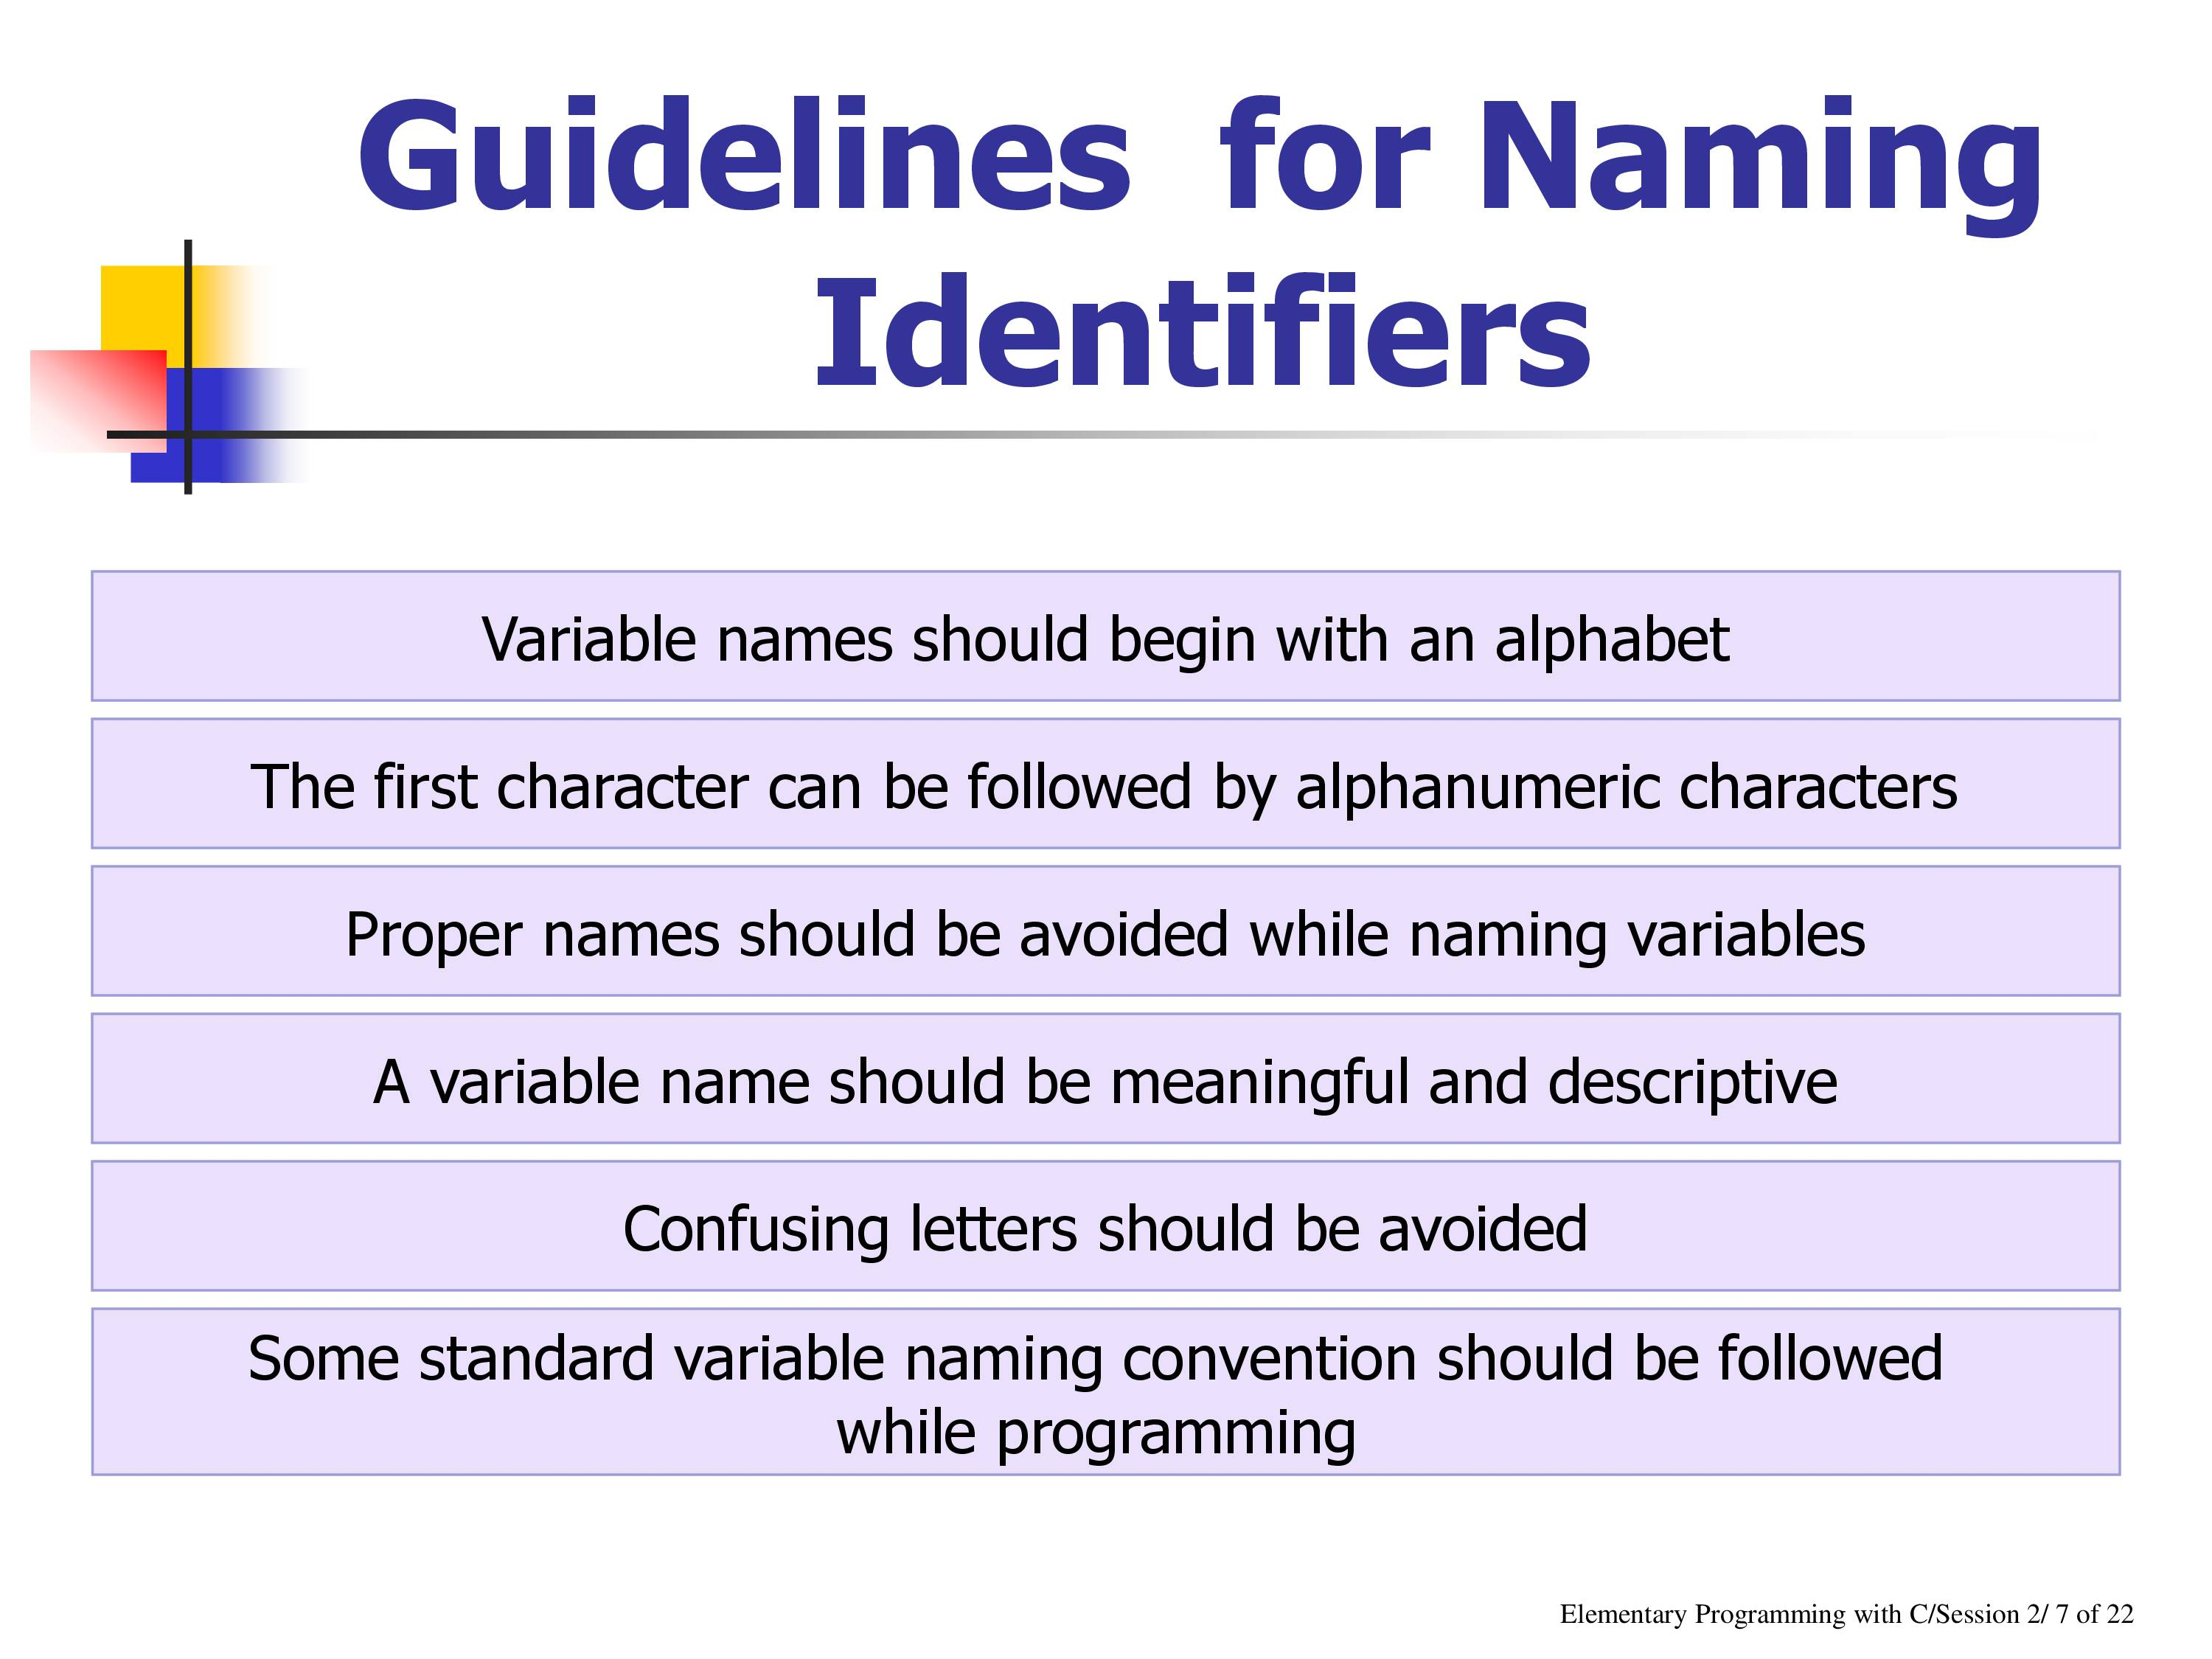 Guidelines  for Naming
Identifiers
Variable names should begin with an alphabet
The first character can be followed by alphanumeric characters
Proper names should be avoided while naming variables
A variable name should be meaningful and descriptive
Confusing letters should be avoided
Some standard variable naming convention should be followed
while programming
Elementary Programming with C/Session 2/ 7 of 22